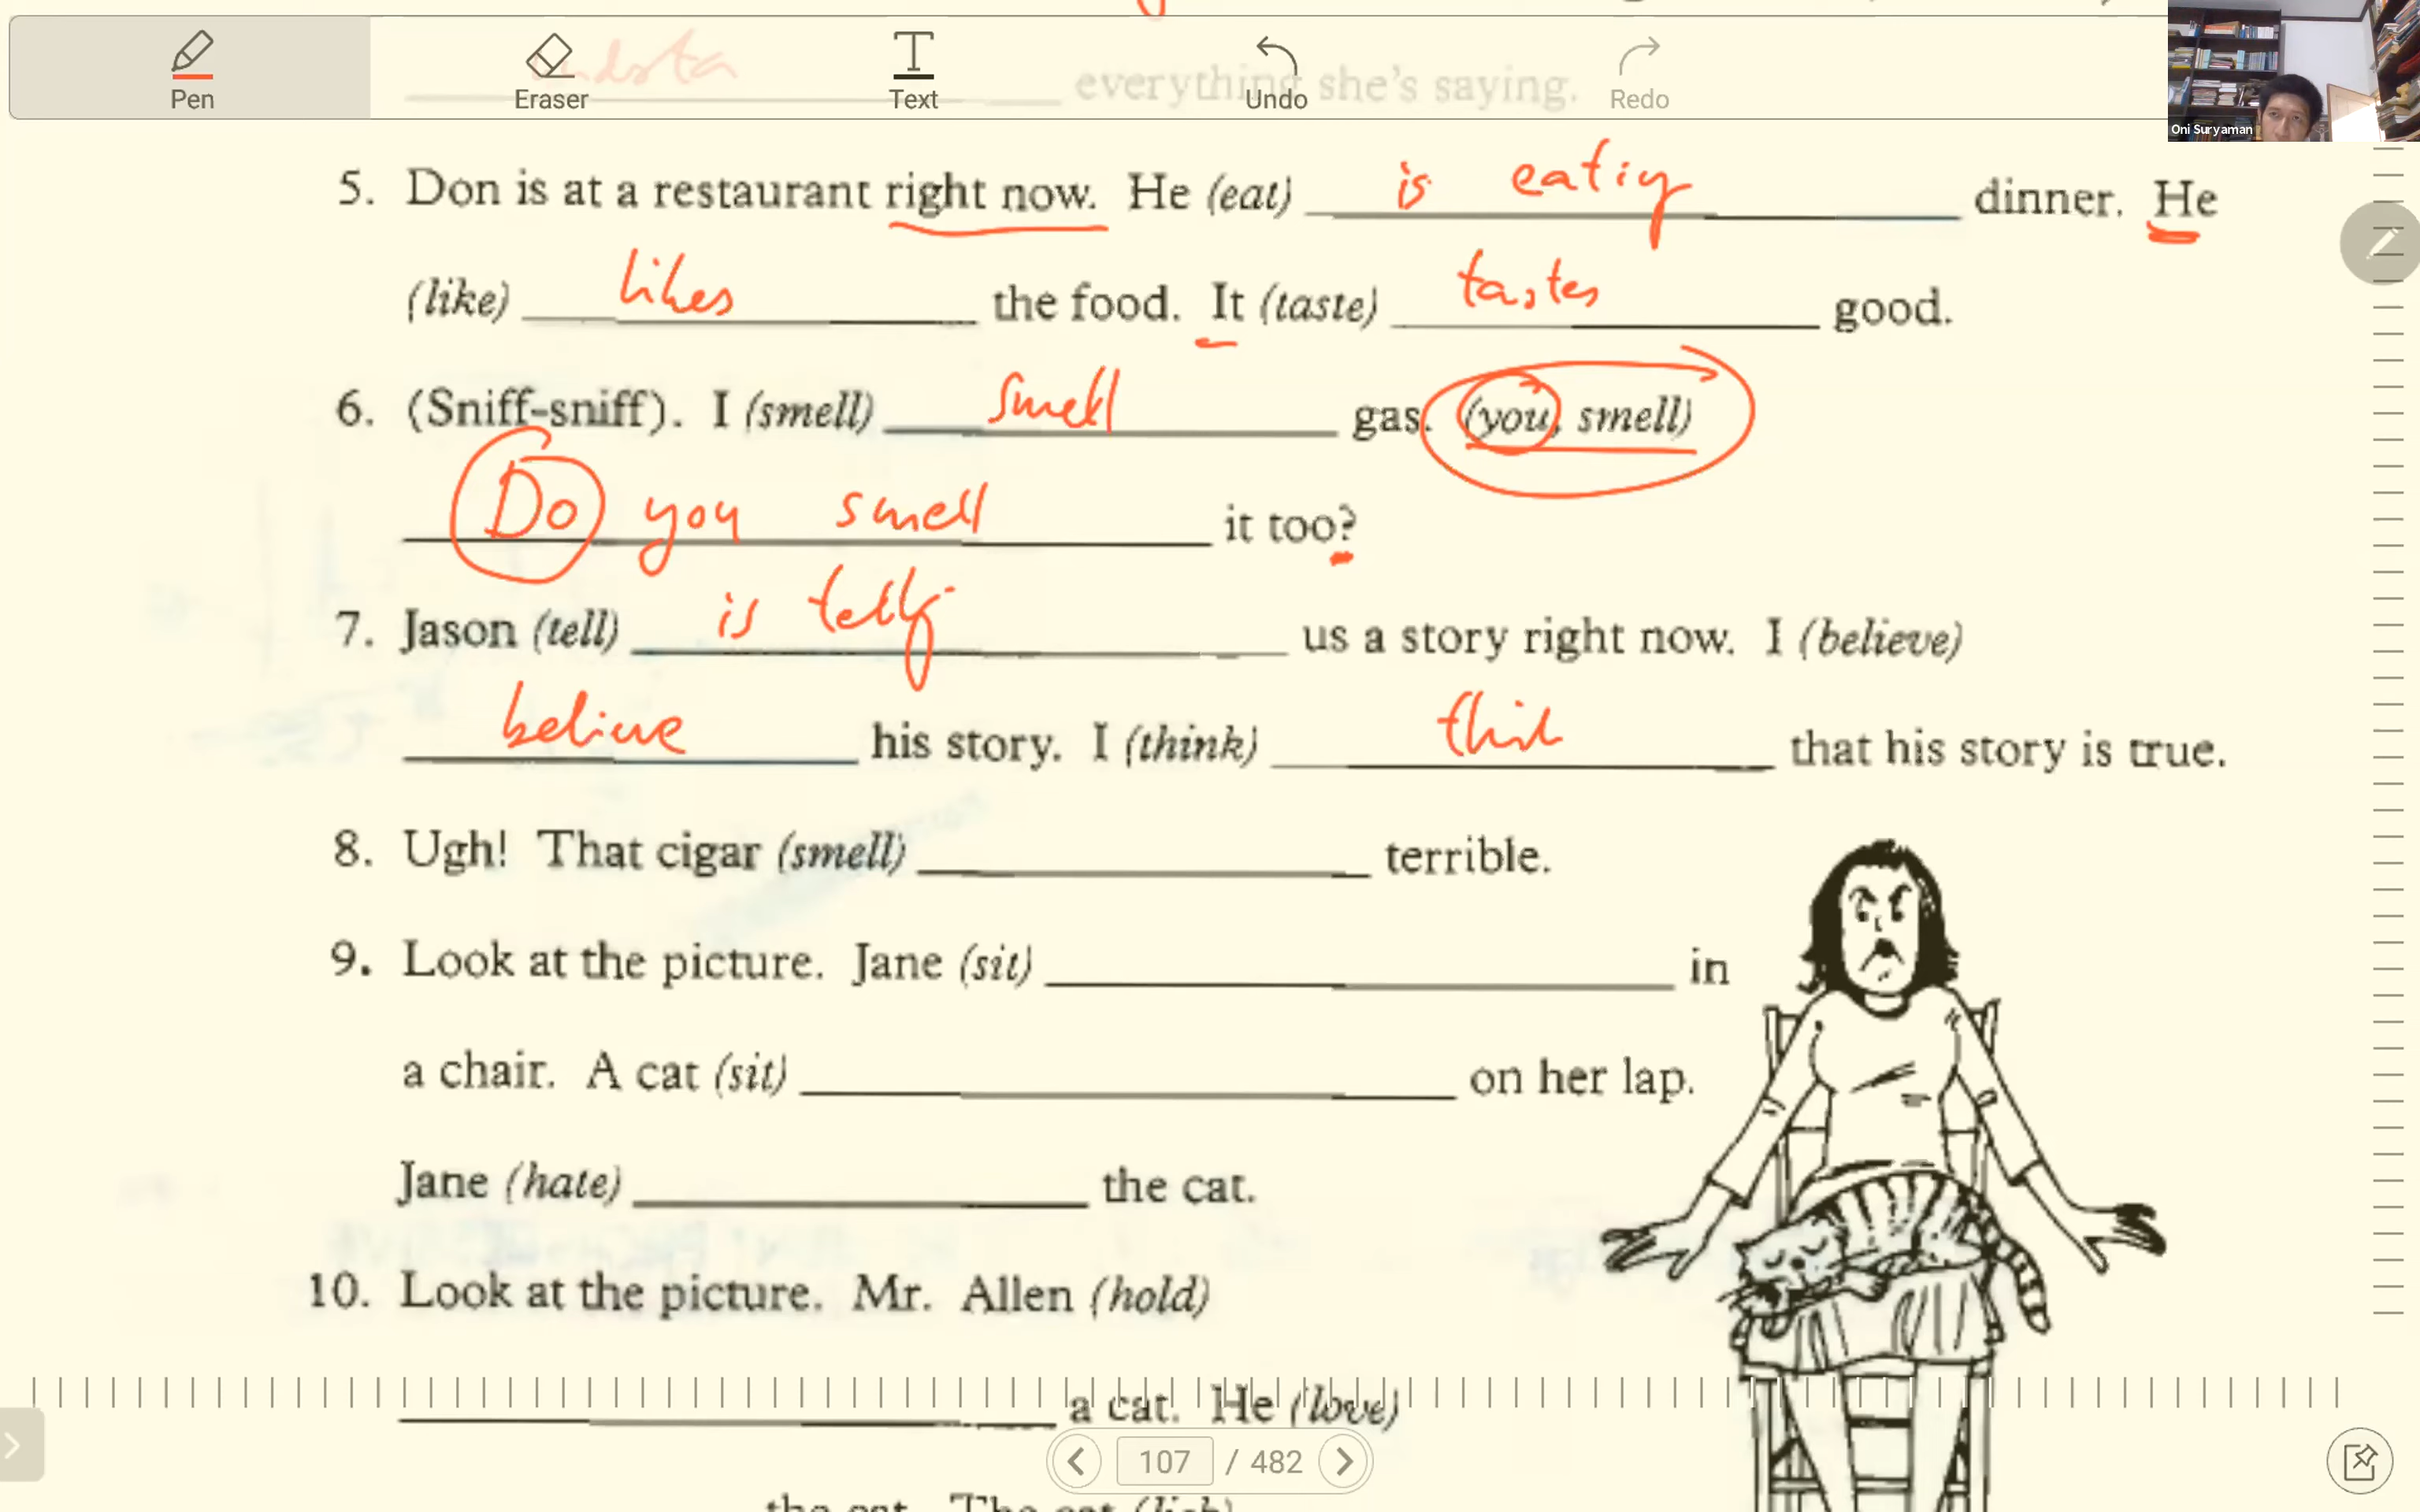 Pen
Eraser
Text
Undo
Redo
Oni Suryaman
everything she's saying.
is eating
5. Don is at a restaurant right now. He (eat) dinner. He
likes tastes
(like) the food. It (taste) good.
6. (Sniff-sniff). I (smell) smell gas. (you, smell)
Do you smell it too?
7. Jason (tell) is us a story right now. I (believe)
his story. I (think) that his story is true.
8. Ugh! That cigar (smell) terrible.
9. Look at the picture. Jane (sit) in
a chair. A cat (sit) on her lap.
Jane (hate) the cat.
10. Look at the picture. Mr. Allen (hold)
a cat. He (love)
107 / 482
the cat. The cat (lick)